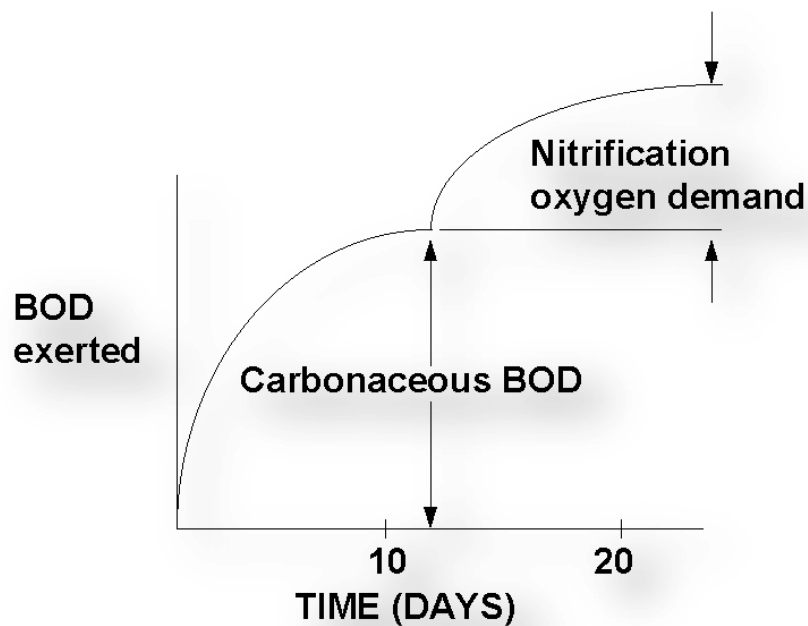 Nitrification
oxygen demand
BOD
exerted
Carbonaceous BOD
10
20
TIME (DAYS)